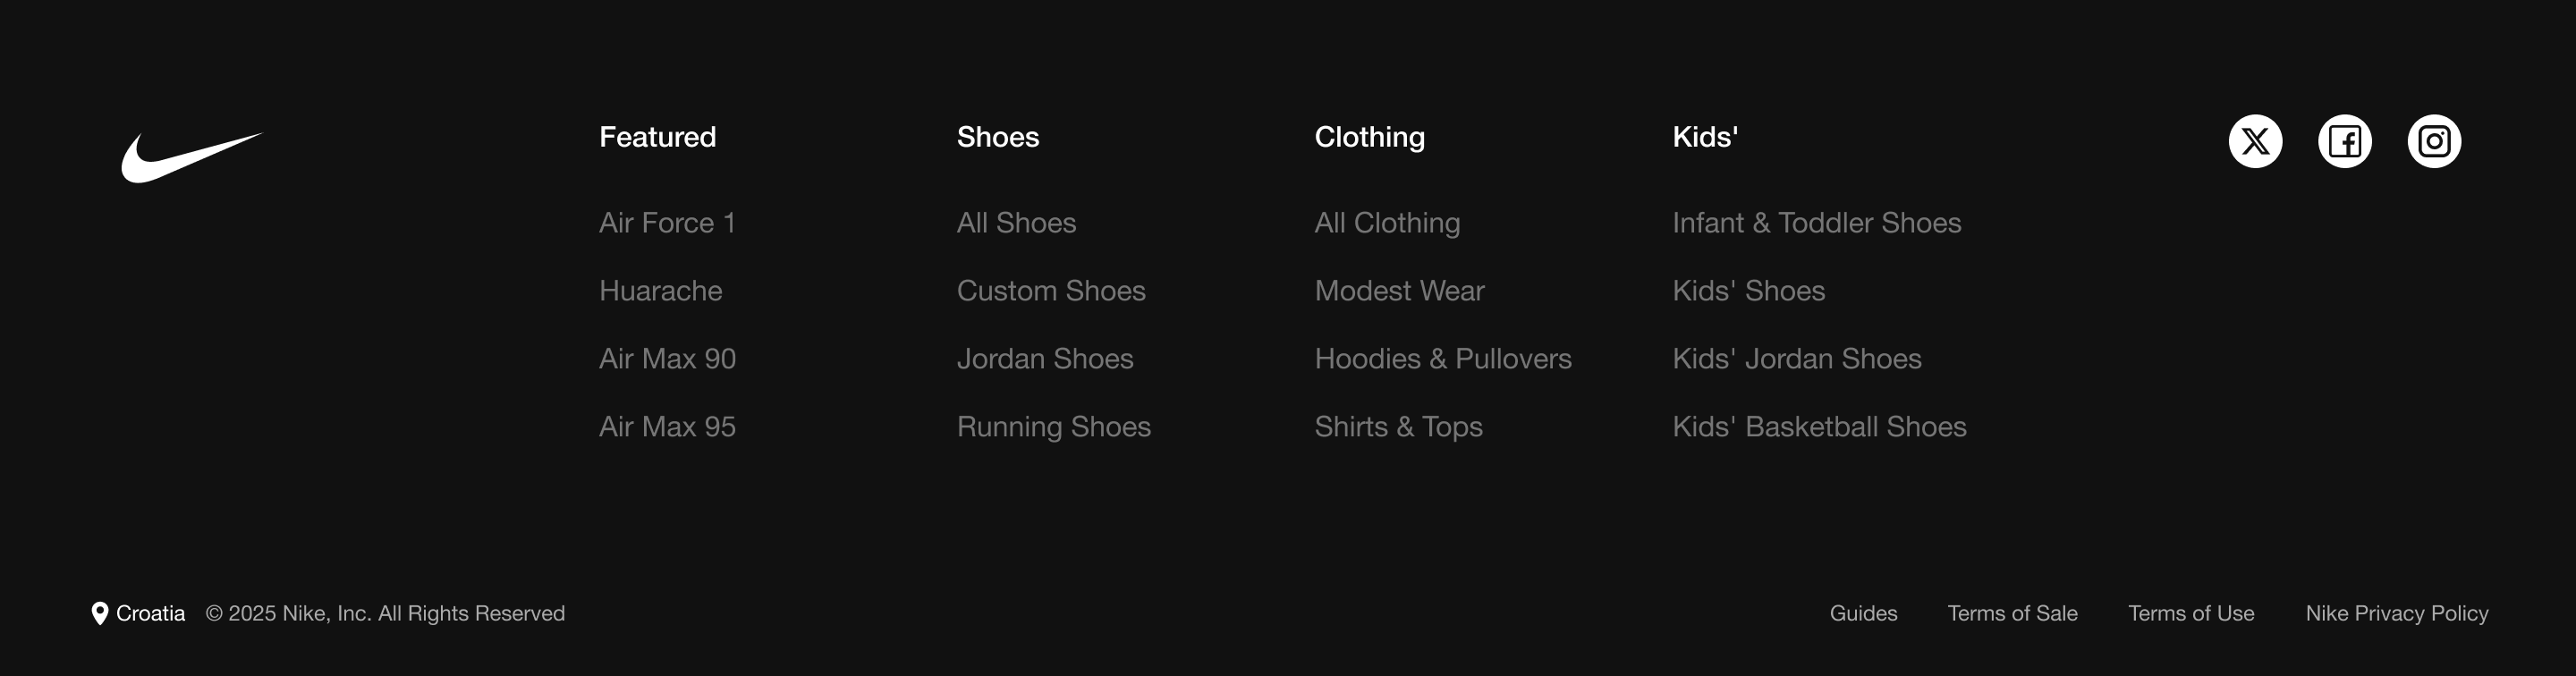 Featured
Air Force 1
Huarache
Air Max 90
Air Max 95
Shoes
All Shoes
Custom Shoes
Jordan Shoes
Running Shoes
Clothing
All Clothing
Modest Wear
Hoodies & Pullovers
Shirts & Tops
Kids'
Infant & Toddler Shoes
Kids' Shoes
Kids' Jordan Shoes
Kids' Basketball Shoes
Croatia © 2025 Nike, Inc. All Rights Reserved
Guides Terms of Sale Terms of Use Nike Privacy Policy